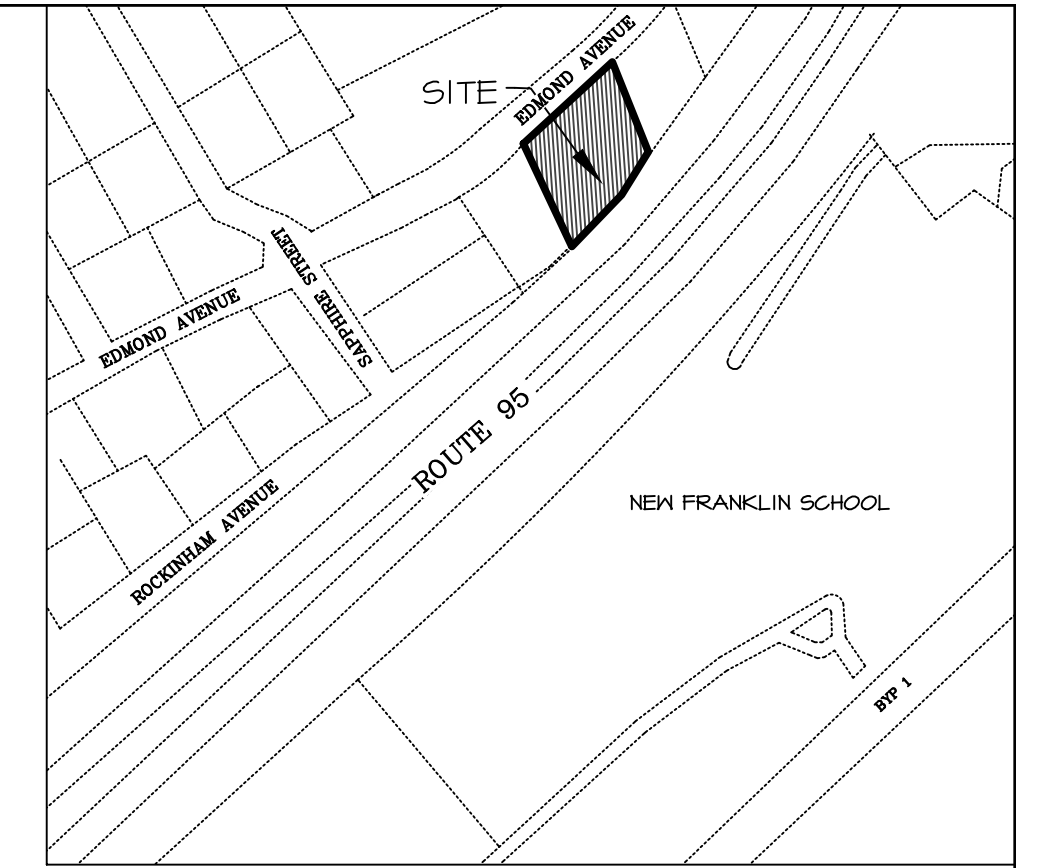 EDMOND AVENUE
SITE
SAPPHIRE STREET
EDMOND AVENUE
ROUTE 95
ROCKINHAM AVENUE
NEW FRANKLIN SCHOOL
BYP 1